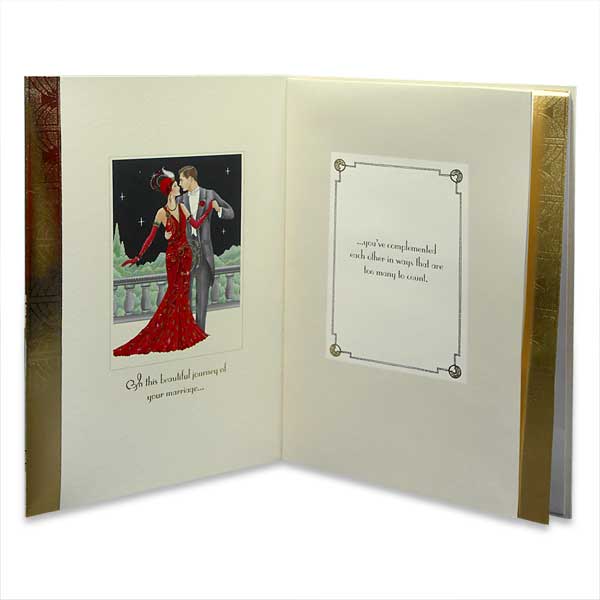 In this beautiful journey of
your marriage...
...you've complemented
each other in ways that are
too many to count.